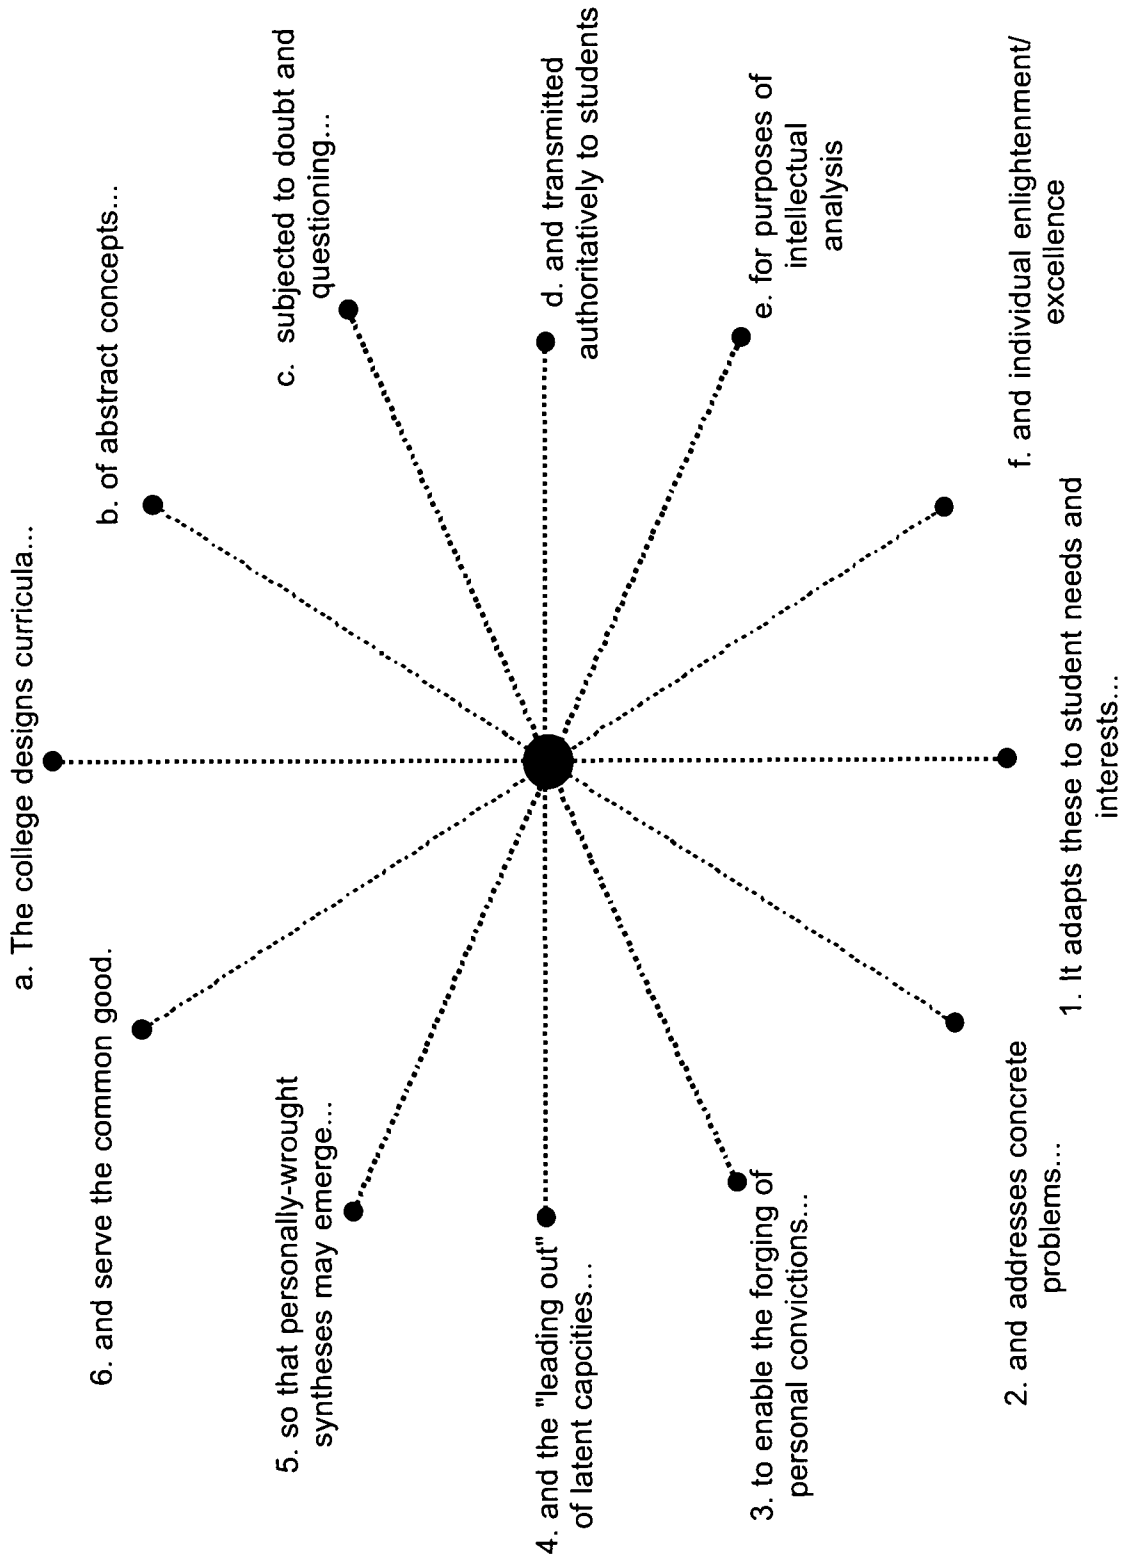 a. The college designs curricula...
b. of abstract concepts...
c. subjected to doubt and
questioning...
d. and transmitted
authoritatively to students
e. for purposes of
intellectual
analysis
f. and individual enlightenment/
excellence
1. It adapts these to student needs and
interests...
2. and addresses concrete
problems...
3. to enable the forging of
personal convictions...
4. and the "leading out"
of latent capcities...
5. so that personally-wrought
syntheses may emerge...
6. and serve the common good.